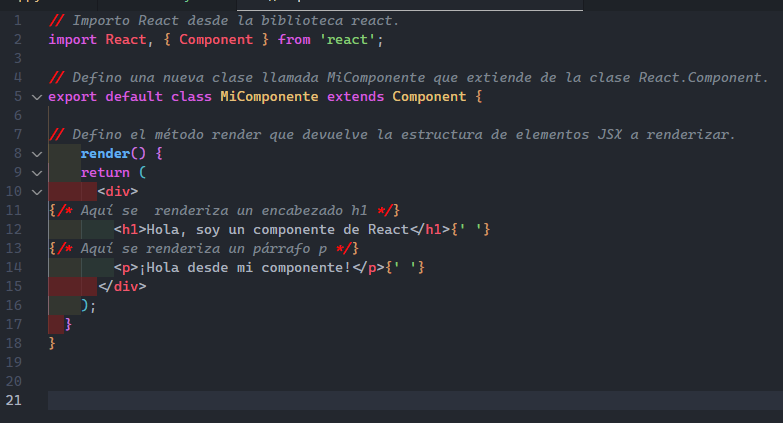 1 // Importo React desde la biblioteca react.
2 import React, { Component } from 'react';
3
4 // Defino una nueva clase llamada MiComponente que extiende de la clase React.Component.
5 export default class MiComponente extends Component {
6
7 // Defino el método render que devuelve la estructura de elementos JSX a renderizar.
8 render() {
9 return (
10 <div>
11 {/* Aquí se  renderiza un encabezado h1 */}
12 <h1>Hola, soy un componente de React</h1>{' '}
13 {/* Aquí se renderiza un párrafo p */}
14 <p>¡Hola desde mi componente!</p>{' '}
15 </div>
16 );
17 }
18 }
19
20
21